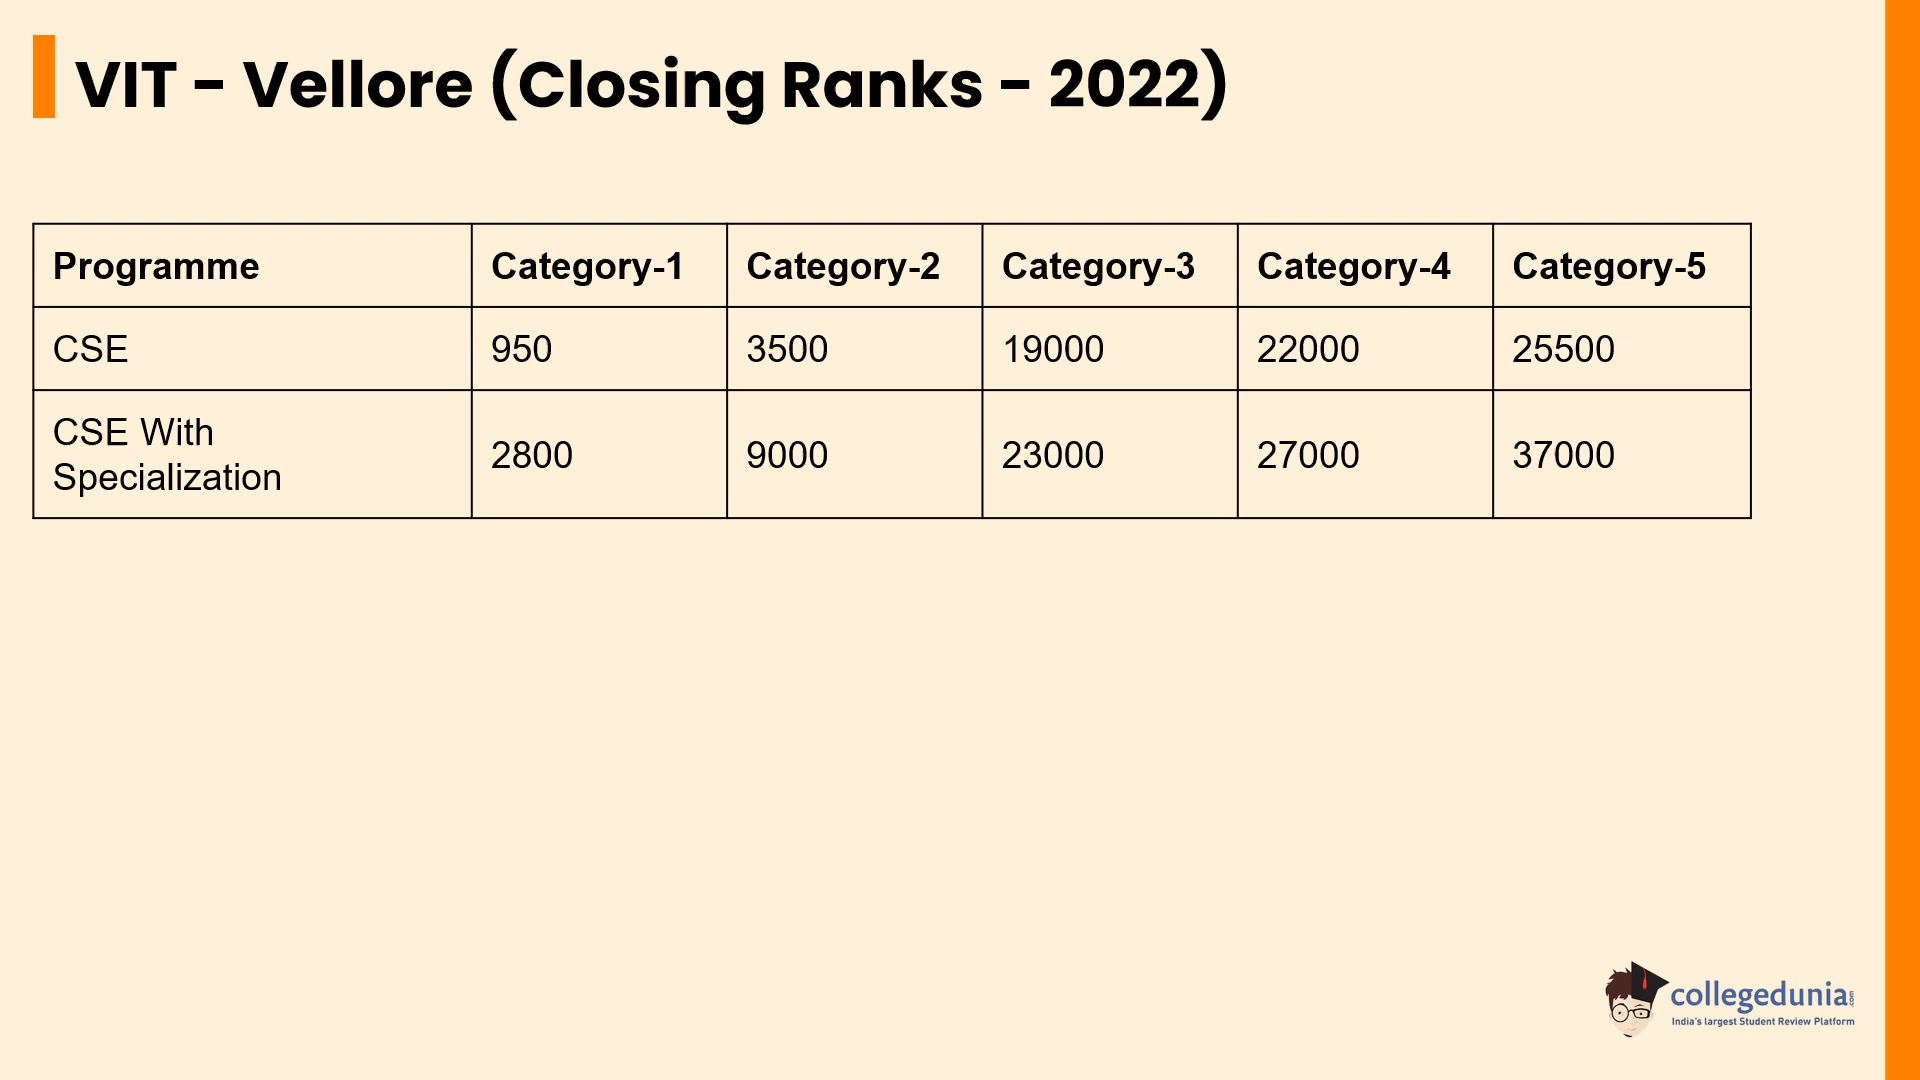 VIT - Vellore (Closing Ranks - 2022)
Programme Category-1 Category-2 Category-3 Category-4 Category-5
CSE 950 3500 19000 22000 25500
CSE With
Specialization 2800 9000 23000 27000 37000
collegedunia.com
India's largest Student Review Platform